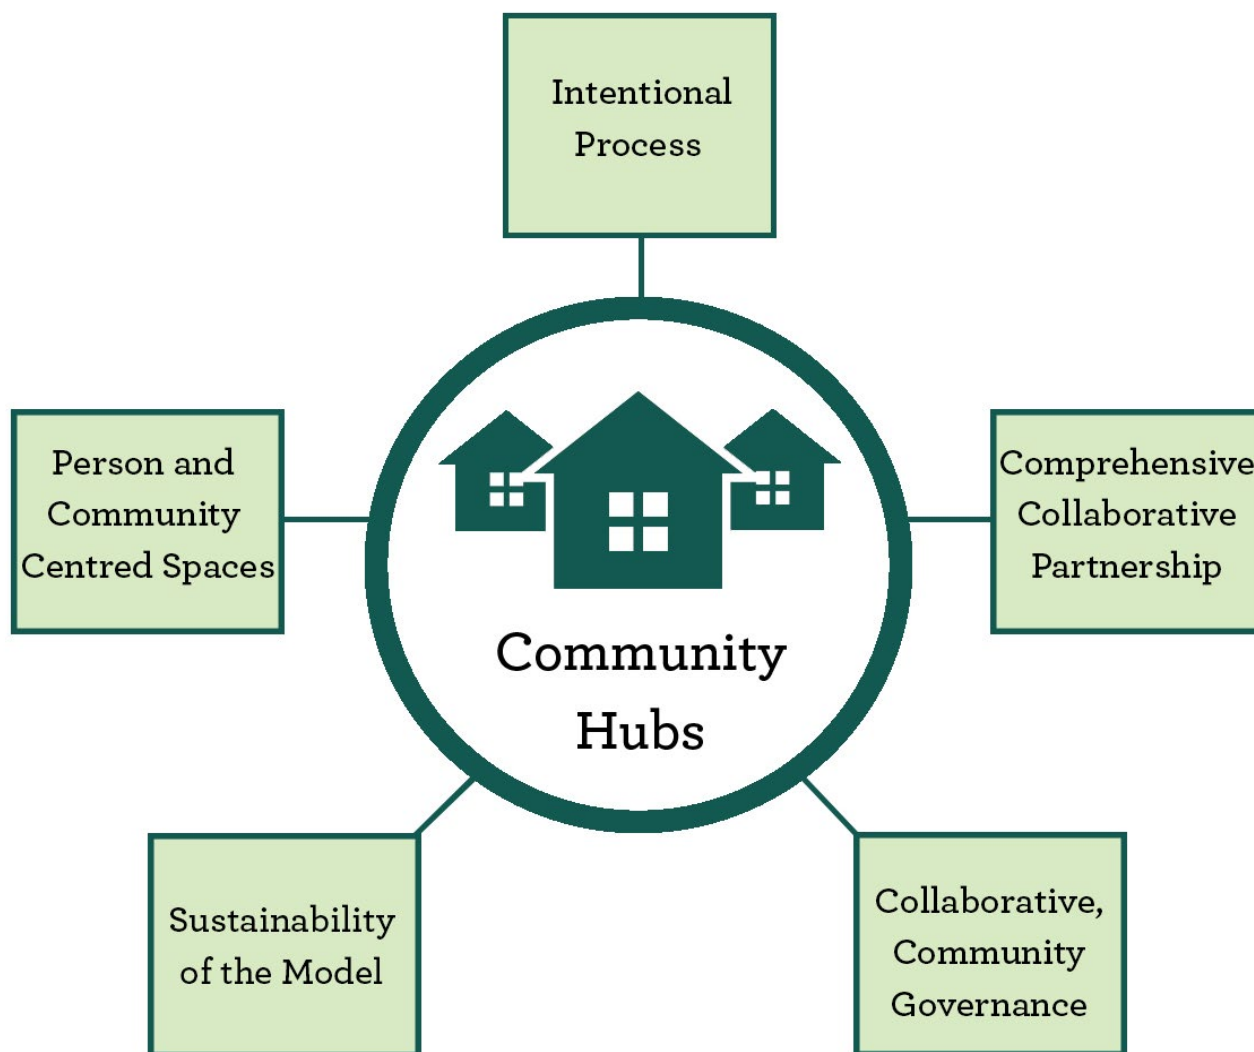 Intentional
Process
Person and
Community
Centred Spaces
Comprehensive
Collaborative
Partnership
Community
Hubs
Sustainability
of the Model
Collaborative,
Community
Governance